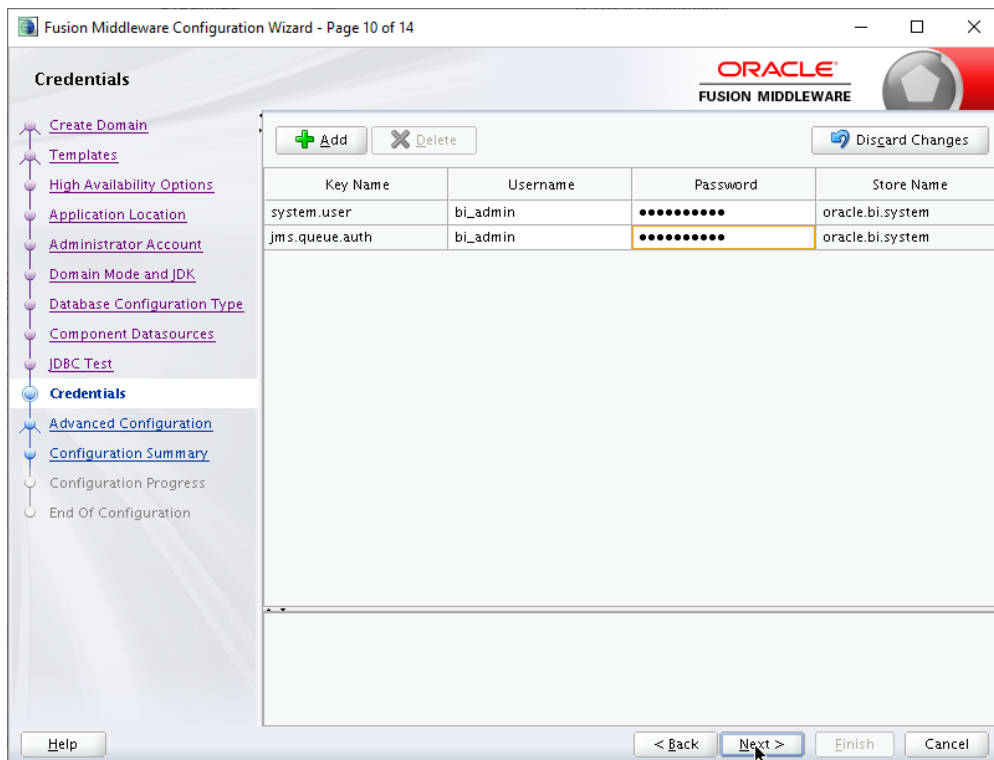 Fusion Middleware Configuration Wizard - Page 10 of 14
Credentials
ORACLE
FUSION MIDDLEWARE
Create Domain
Templates
High Availability Options
Application Location
Administrator Account
Domain Mode and JDK
Database Configuration Type
Component Datasources
JDBC Test
Credentials
Advanced Configuration
Configuration Summary
Configuration Progress
End Of Configuration
Add Delete Discard Changes
Key Name Username Password Store Name
system.user bi_admin •••••••••• oracle.bi.system
jms.queue.auth bi_admin •••••••••• oracle.bi.system
Help < Back Next > Finish Cancel